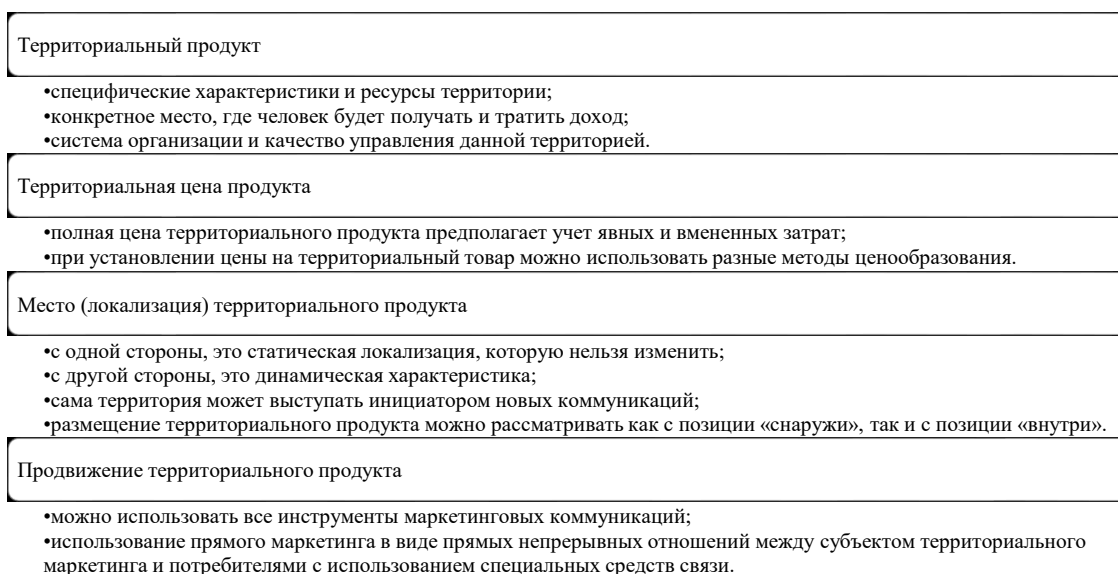 Территориальный продукт
•специфические характеристики и ресурсы территории;
•конкретное место, где человек будет получать и тратить доход;
•система организации и качество управления данной территорией.
Территориальная цена продукта
•полная цена территориального продукта предполагает учет явных и вмененных затрат;
•при установлении цены на территориальный товар можно использовать разные методы ценообразования.
Место (локализация) территориального продукта
•с одной стороны, это статическая локализация, которую нельзя изменить;
•с другой стороны, это динамическая характеристика;
•сама территория может выступать инициатором новых коммуникаций;
•размещение территориального продукта можно рассматривать как с позиции «снаружи», так и с позиции «внутри».
Продвижение территориального продукта
•можно использовать все инструменты маркетинговых коммуникаций;
•использование прямого маркетинга в виде прямых непрерывных отношений между субъектом территориального
маркетинга и потребителями с использованием специальных средств связи.